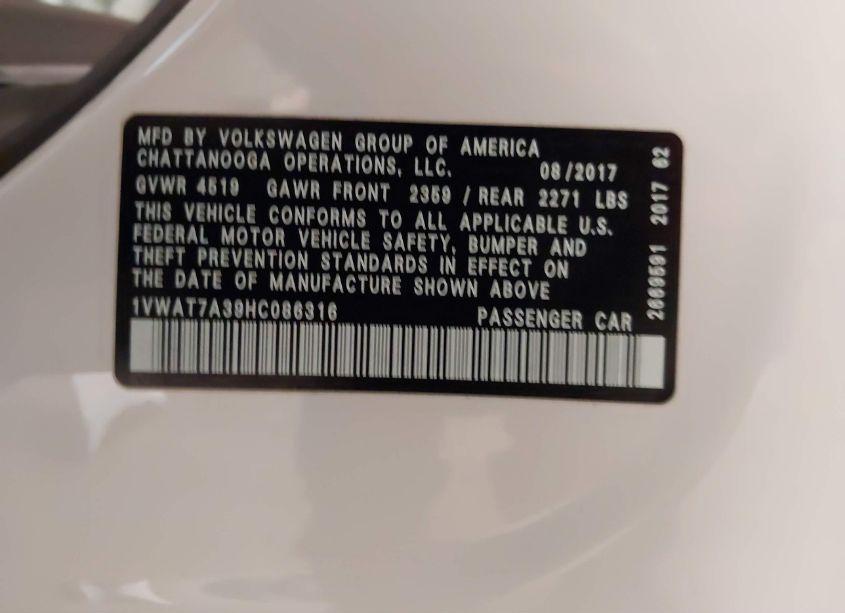 MFD BY VOLKSWAGEN GROUP OF AMERICA
CHATTANOOGA OPERATIONS, LLC. 08/2017
GVWR 4519 GAWR FRONT 2359 / REAR 2271 LBS
THIS VEHICLE CONFORMS TO ALL APPLICABLE U.S.
FEDERAL MOTOR VEHICLE SAFETY, BUMPER AND
THEFT PREVENTION STANDARDS IN EFFECT ON
THE DATE OF MANUFACTURE SHOWN ABOVE
1VWAT7A39HC086316 PASSENGER CAR
2669591 2017 62